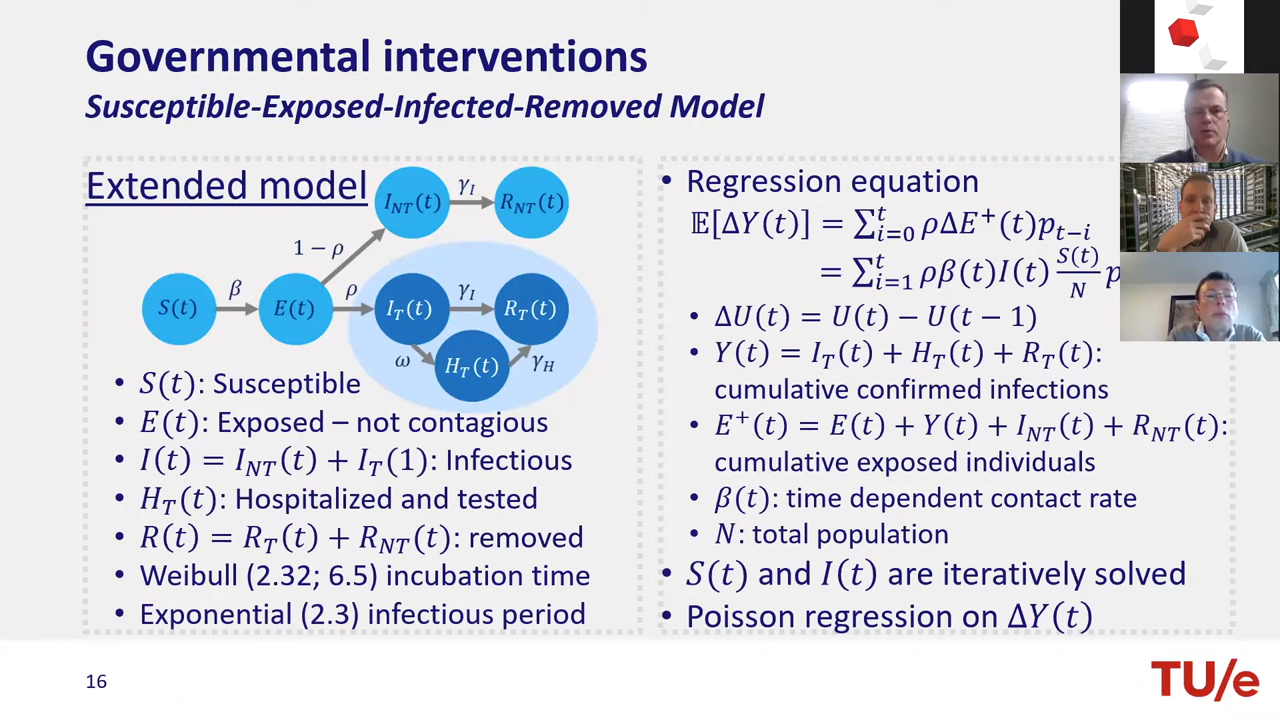 Governmental interventions
Susceptible-Exposed-Infected-Removed Model
Extended model
I_NT(t)
γ_I
R_NT(t)
1 − ρ
S(t)
β
E(t)
ρ
I_T(t)
γ_I
R_T(t)
ω
H_T(t)
γ_H
• S(t): Susceptible
• E(t): Exposed – not contagious
• I(t) = I_NT(t) + I_T(1): Infectious
• H_T(t): Hospitalized and tested
• R(t) = R_T(t) + R_NT(t): removed
• Weibull (2.32; 6.5) incubation time
• Exponential (2.3) infectious period
• Regression equation
𝔼[ΔY(t)] = ∑_{i=0}^{t} ρΔE⁺(t)p_{t−i}
= ∑_{i=1}^{t} ρβ(t)I(t) S(t)/N p
• ΔU(t) = U(t) − U(t − 1)
• Y(t) = I_T(t) + H_T(t) + R_T(t):
cumulative confirmed infections
• E⁺(t) = E(t) + Y(t) + I_NT(t) + R_NT(t):
cumulative exposed individuals
• β(t): time dependent contact rate
• N: total population
• S(t) and I(t) are iteratively solved
• Poisson regression on ΔY(t)
16
TU/e